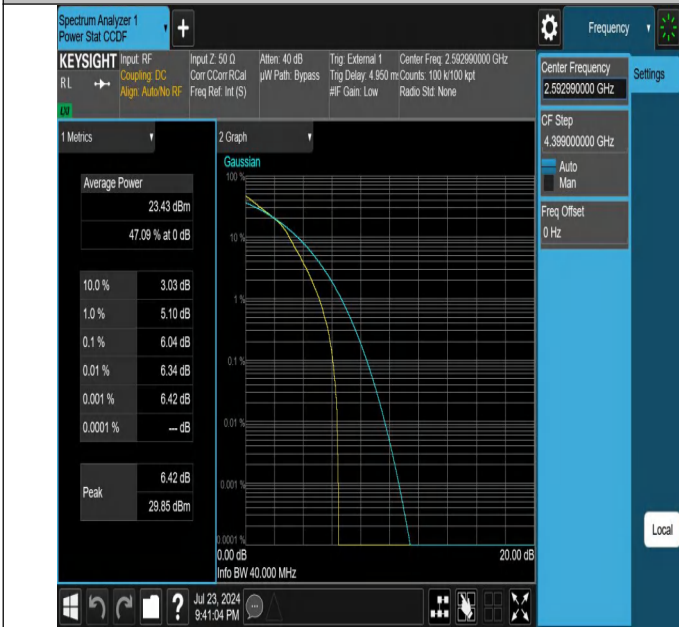 Spectrum Analyzer 1
Power Stat CCDF
+
Frequency
KEYSIGHT
RL
LXI
Input: RF
Coupling: DC
Align: Auto/No RF
Input Z: 50 Ω
Corr CCorr RCal
Freq Ref: Int (S)
Atten: 40 dB
µW Path: Bypass
Trig: External 1
Trig Delay: 4.950 m
#IF Gain: Low
Center Freq: 2.592990000 GHz
Counts: 100 k/100 kpt
Radio Std: None
Center Frequency
2.592990000 GHz
Settings
CF Step
4.399000000 GHz
Auto
Man
Freq Offset
0 Hz
1 Metrics
Average Power
23.43 dBm
47.09 % at 0 dB
10.0 % 3.03 dB
1.0 % 5.10 dB
0.1 % 6.04 dB
0.01 % 6.34 dB
0.001 % 6.42 dB
0.0001 % --- dB
Peak
6.42 dB
29.85 dBm
2 Graph
Gaussian
100 %
10 %
1 %
0.1 %
0.01 %
0.001 %
0.0001 %
0.00 dB 20.00 dB
Info BW 40.000 MHz
Local
?
Jul 23, 2024
9:41:04 PM